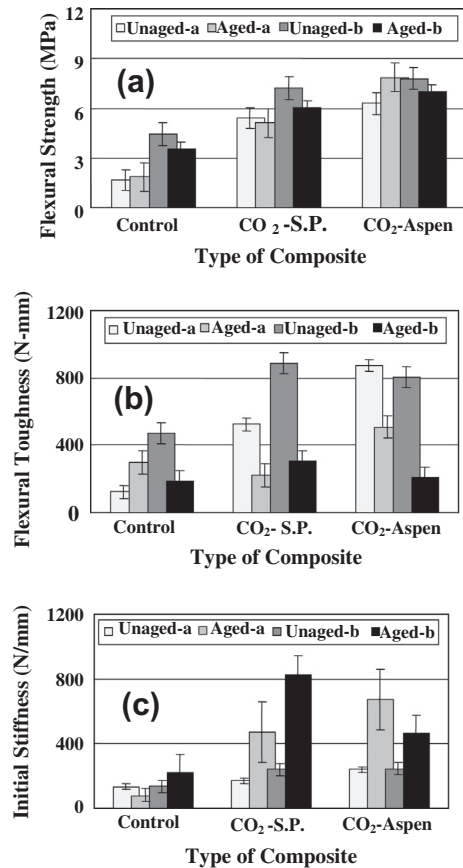 12
9
6
3
0
Flexural Strength (MPa)
Unaged-a Aged-a Unaged-b Aged-b
(a)
Control CO2-S.P. CO2-Aspen
Type of Composite
1200
800
400
0
Flexural Toughness (N-mm)
Unaged-a Aged-a Unaged-b Aged-b
(b)
Control CO2- S.P. CO2-Aspen
Type of Composite
1200
800
400
0
Initial Stiffness (N/mm)
Unaged-a Aged-a Unaged-b Aged-b
(c)
Control CO2-S.P. CO2-Aspen
Type of Composite